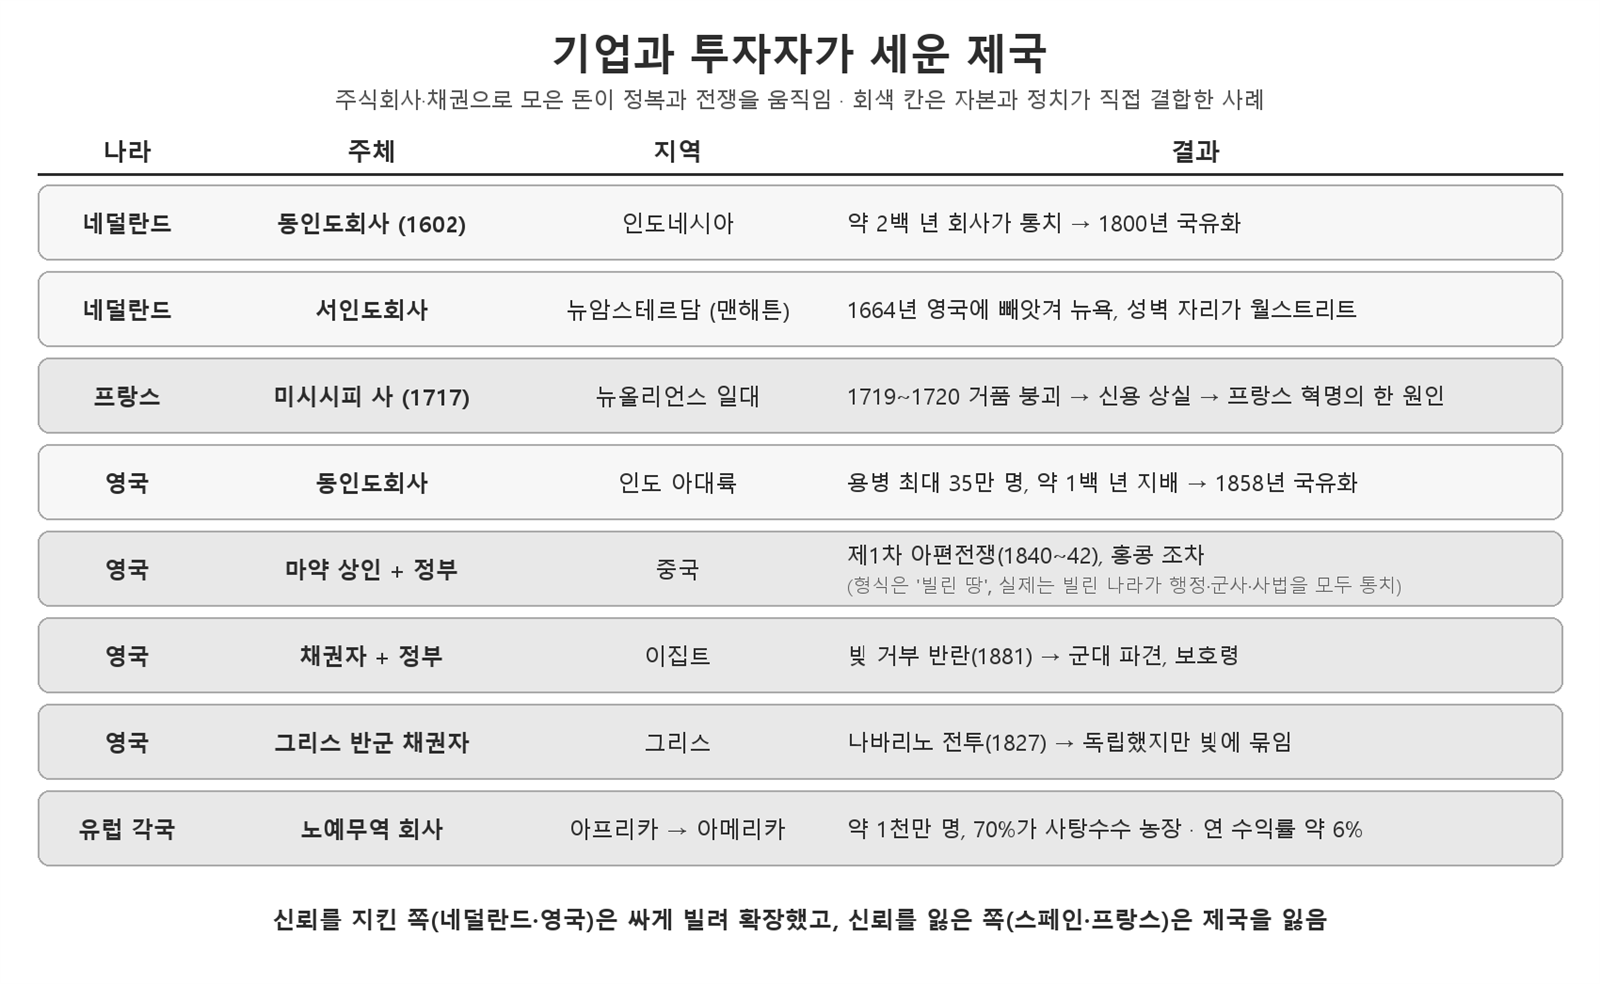 기업과 투자자가 세운 제국
주식회사·채권으로 모은 돈이 정복과 전쟁을 움직임 · 회색 칸은 자본과 정치가 직접 결합한 사례
나라 주체 지역 결과
네덜란드 동인도회사 (1602) 인도네시아 약 2백 년 회사가 통치 → 1800년 국유화
네덜란드 서인도회사 뉴암스테르담 (맨해튼) 1664년 영국에 빼앗겨 뉴욕, 성벽 자리가 월스트리트
프랑스 미시시피 사 (1717) 뉴올리언스 일대 1719~1720 거품 붕괴 → 신용 상실 → 프랑스 혁명의 한 원인
영국 동인도회사 인도 아대륙 용병 최대 35만 명, 약 1백 년 지배 → 1858년 국유화
영국 마약 상인 + 정부 중국 제1차 아편전쟁(1840~42), 홍콩 조차
(형식은 '빌린 땅', 실제는 빌린 나라가 행정·군사·사법을 모두 통치)
영국 채권자 + 정부 이집트 빚 거부 반란(1881) → 군대 파견, 보호령
영국 그리스 반군 채권자 그리스 나바리노 전투(1827) → 독립했지만 빚에 묶임
유럽 각국 노예무역 회사 아프리카 → 아메리카 약 1천만 명, 70%가 사탕수수 농장 · 연 수익률 약 6%
신뢰를 지킨 쪽(네덜란드·영국)은 싸게 빌려 확장했고, 신뢰를 잃은 쪽(스페인·프랑스)은 제국을 잃음